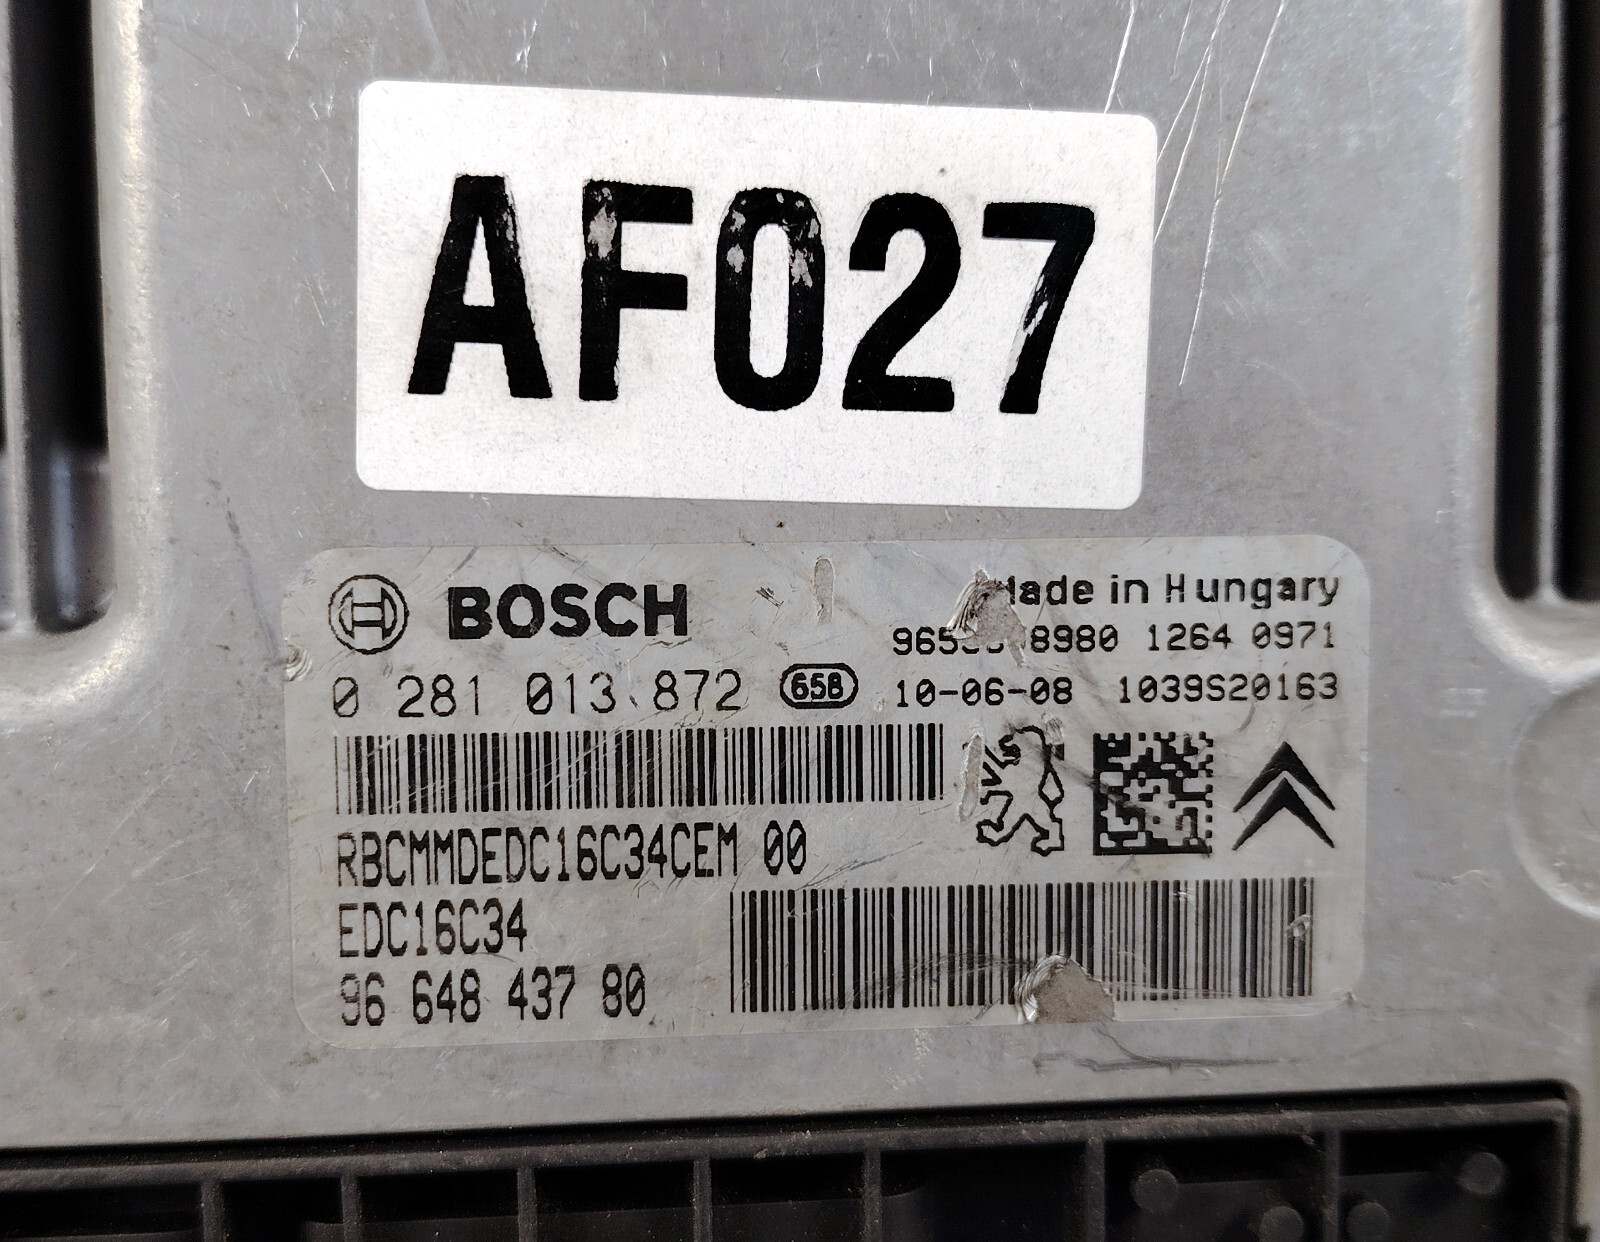 AF027
BOSCH
Made in Hungary
8980 1264 0971
0 281 013 872 658
10-06-08 1039S20163
RBCMMDEDC16C34CEM 00
EDC16C34
96 648 437 80